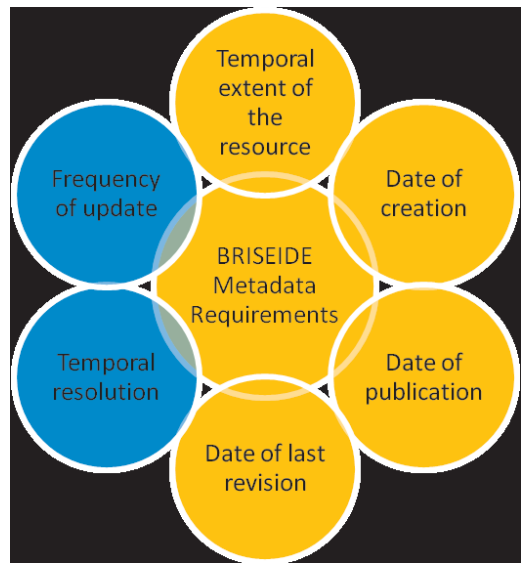 Temporal
extent of
the
resource
Frequency
of update
Date of
creation
BRISEIDE
Metadata
Requirements
Temporal
resolution
Date of
publication
Date of last
revision